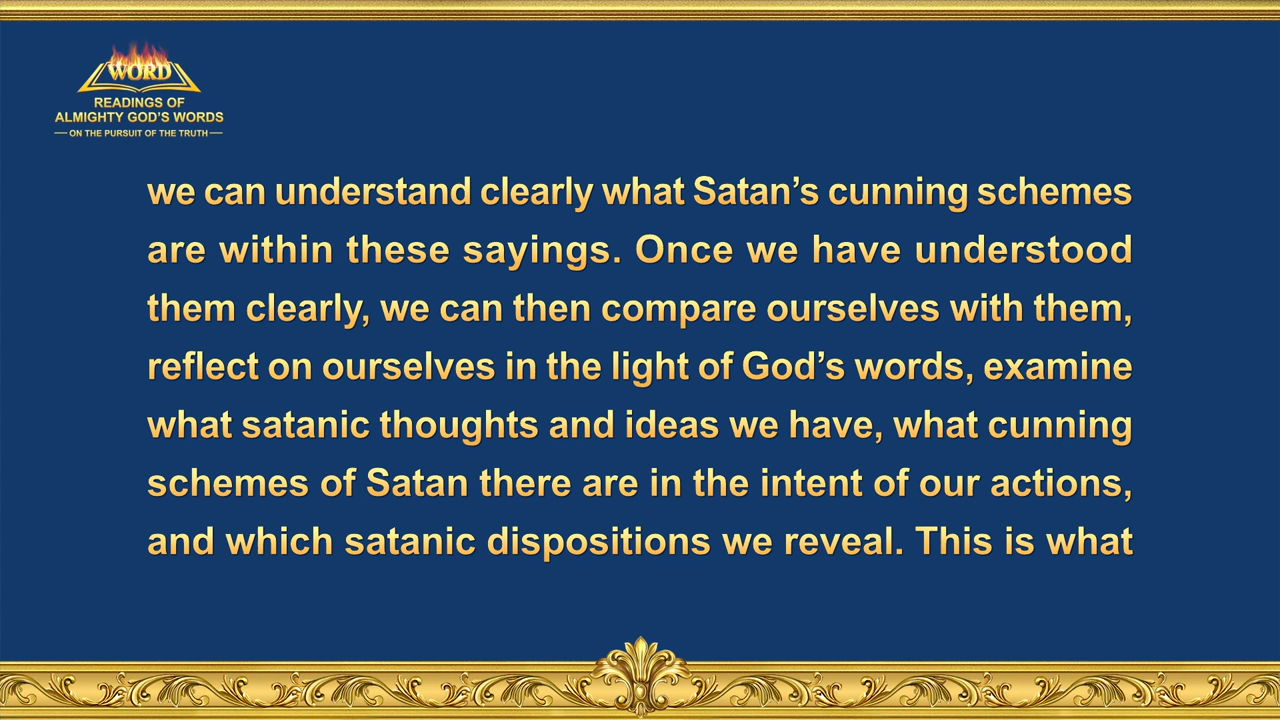 WORD
READINGS OF
ALMIGHTY GOD’S WORDS
— ON THE PURSUIT OF THE TRUTH —
we can understand clearly what Satan’s cunning schemes
are within these sayings. Once we have understood
them clearly, we can then compare ourselves with them,
reflect on ourselves in the light of God’s words, examine
what satanic thoughts and ideas we have, what cunning
schemes of Satan there are in the intent of our actions,
and which satanic dispositions we reveal. This is what